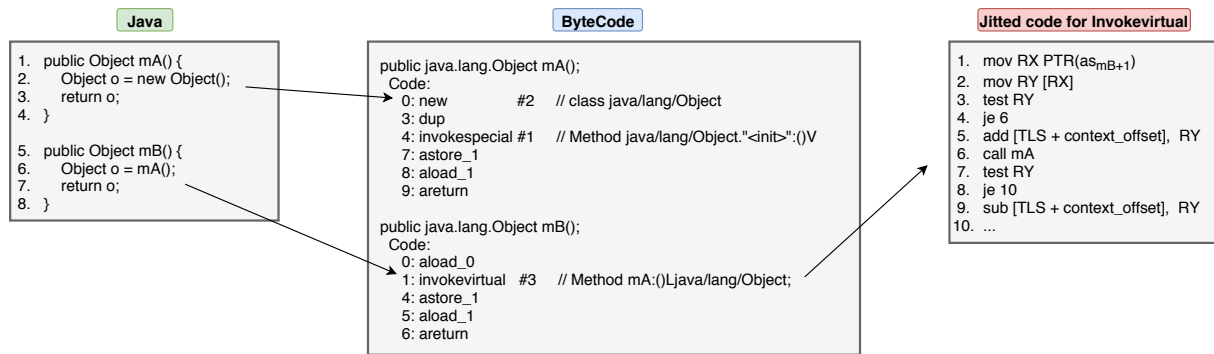 Java
1. public Object mA() {
2. Object o = new Object();
3. return o;
4. }
5. public Object mB() {
6. Object o = mA();
7. return o;
8. }
ByteCode
public java.lang.Object mA();
Code:
0: new #2 // class java/lang/Object
3: dup
4: invokespecial #1 // Method java/lang/Object."<init>":()V
7: astore_1
8: aload_1
9: areturn
public java.lang.Object mB();
Code:
0: aload_0
1: invokevirtual #3 // Method mA:()Ljava/lang/Object;
4: astore_1
5: aload_1
6: areturn
Jitted code for Invokevirtual
1. mov RX PTR(as_mB+1)
2. mov RY [RX]
3. test RY
4. je 6
5. add [TLS + context_offset], RY
6. call mA
7. test RY
8. je 10
9. sub [TLS + context_offset], RY
10. ...